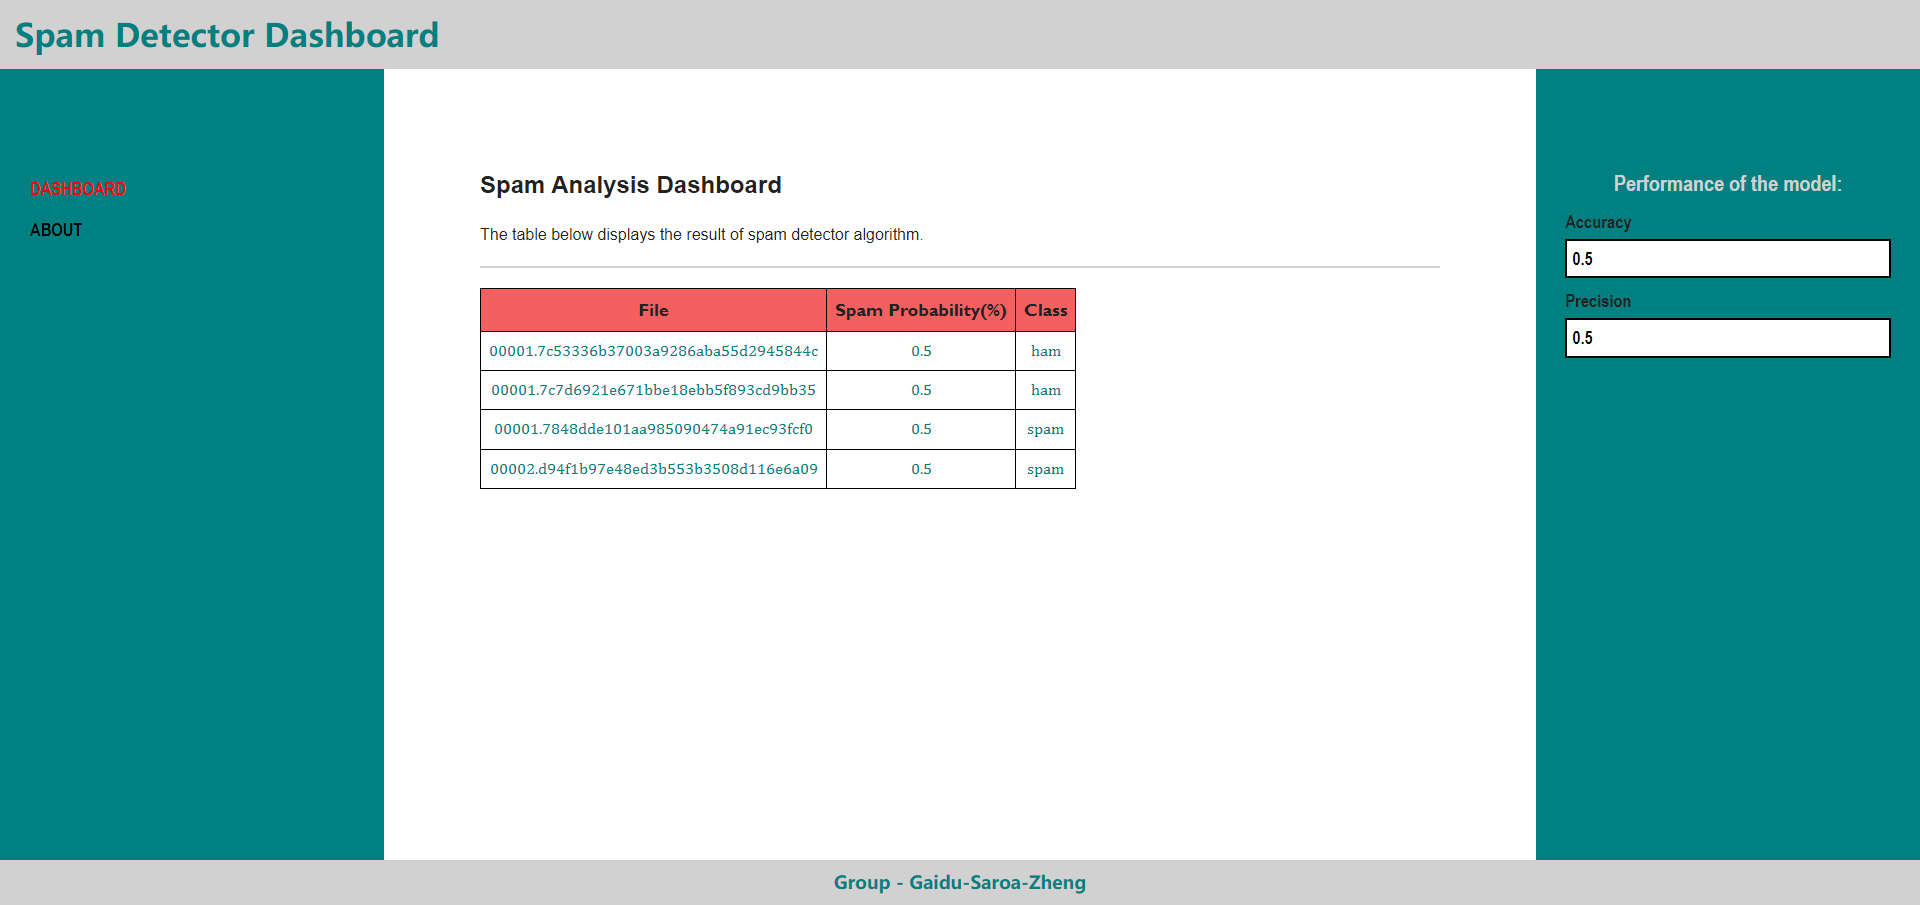 Spam Detector Dashboard
DASHBOARD
ABOUT
Spam Analysis Dashboard
The table below displays the result of spam detector algorithm.
File Spam Probability(%) Class
00001.7c53336b37003a9286aba55d2945844c 0.5 ham
00001.7c7d6921e671bbe18ebb5f893cd9bb35 0.5 ham
00001.7848dde101aa985090474a91ec93fcf0 0.5 spam
00002.d94f1b97e48ed3b553b3508d116e6a09 0.5 spam
Performance of the model:
Accuracy
0.5
Precision
0.5
Group - Gaidu-Saroa-Zheng